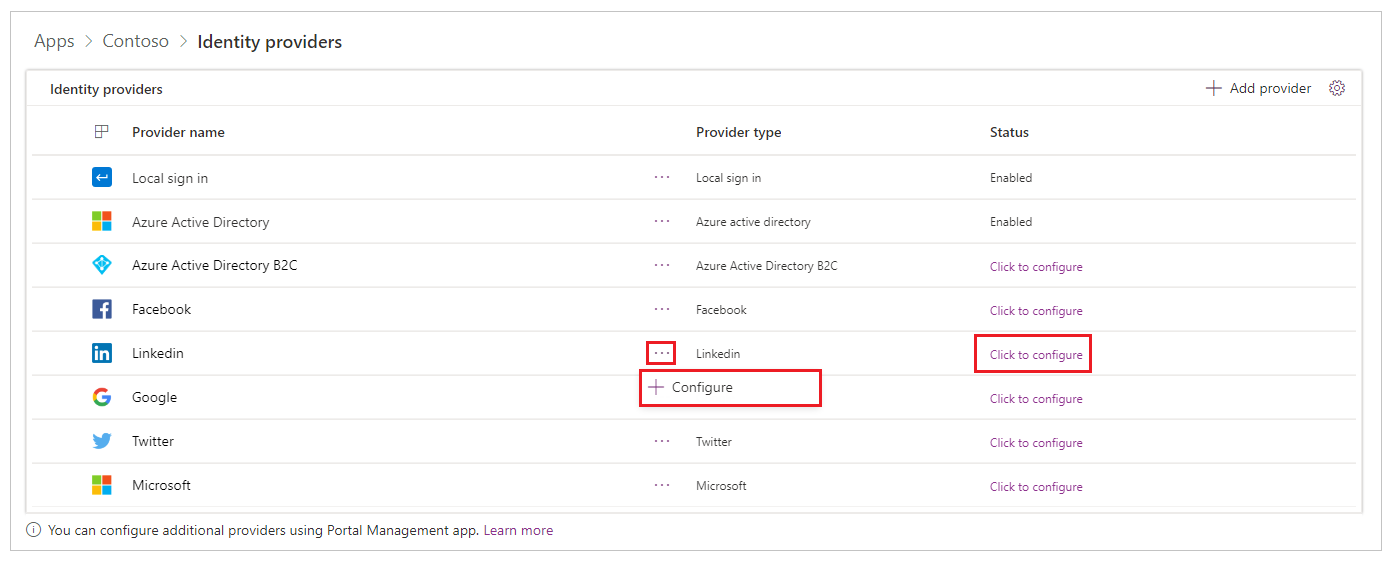 Apps > Contoso > Identity providers
Identity providers + Add provider
Provider name Provider type Status
Local sign in ··· Local sign in Enabled
Azure Active Directory ··· Azure active directory Enabled
Azure Active Directory B2C ··· Azure Active Directory B2C Click to configure
Facebook ··· Facebook Click to configure
in Linkedin ··· Linkedin Click to configure
+ Configure
Google Click to configure
Twitter ··· Twitter Click to configure
Microsoft ··· Microsoft Click to configure
You can configure additional providers using Portal Management app. Learn more